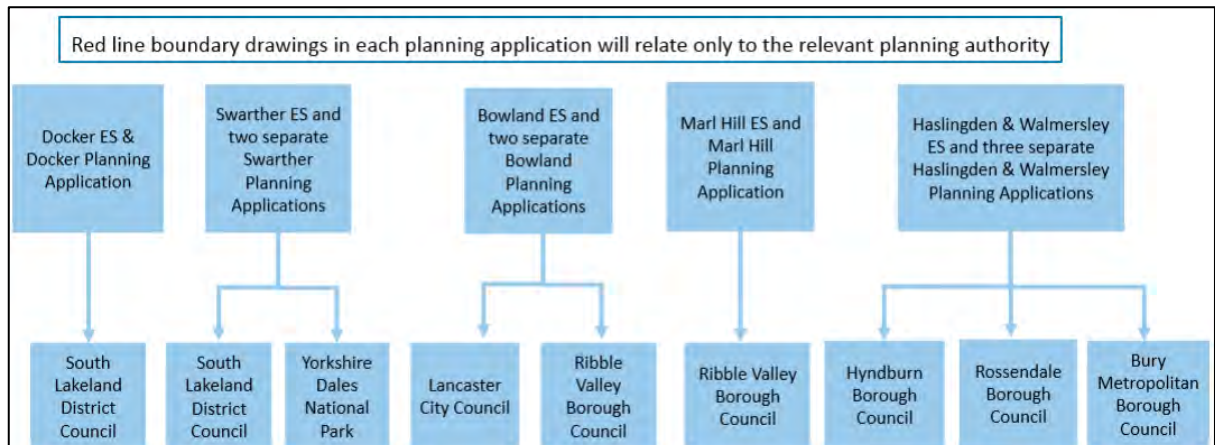 Red line boundary drawings in each planning application will relate only to the relevant planning authority
Docker ES &
Docker Planning
Application
Swarther ES and
two separate
Swarther
Planning
Applications
Bowland ES and
two separate
Bowland
Planning
Applications
Marl Hill ES and
Marl Hill
Planning
Application
Haslingden & Walmersley
ES and three separate
Haslingden & Walmersley
Planning Applications
South
Lakeland
District
Council
South
Lakeland
District
Council
Yorkshire
Dales
National
Park
Lancaster
City Council
Ribble
Valley
Borough
Council
Ribble Valley
Borough
Council
Hyndburn
Borough
Council
Rossendale
Borough
Council
Bury
Metropolitan
Borough
Council